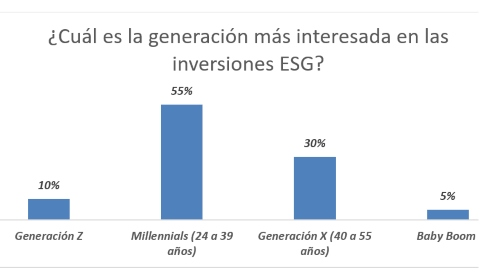 ¿Cuál es la generación más interesada en las
inversiones ESG?
55%
30%
10%
5%
Generación Z
Millennials (24 a 39
años)
Generación X (40 a 55
años)
Baby Boom